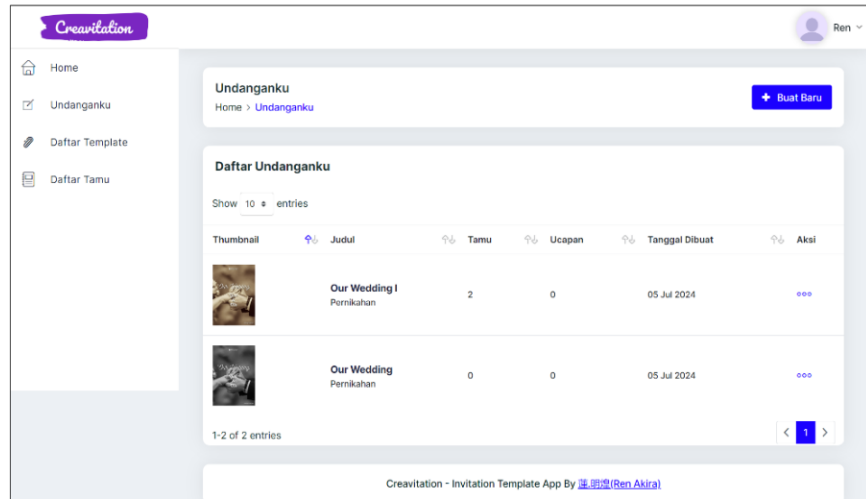 Creavitation
Ren
Home
Undanganku
Daftar Template
Daftar Tamu
Undanganku
Home > Undanganku
+ Buat Baru
Daftar Undanganku
Show 10 entries
Thumbnail Judul Tamu Ucapan Tanggal Dibuat Aksi
Our Wedding I
Pernikahan
2 0 05 Jul 2024
Our Wedding
Pernikahan
0 0 05 Jul 2024
1-2 of 2 entries
< 1 >
Creavitation - Invitation Template App By 蓮.明煌(Ren Akira)